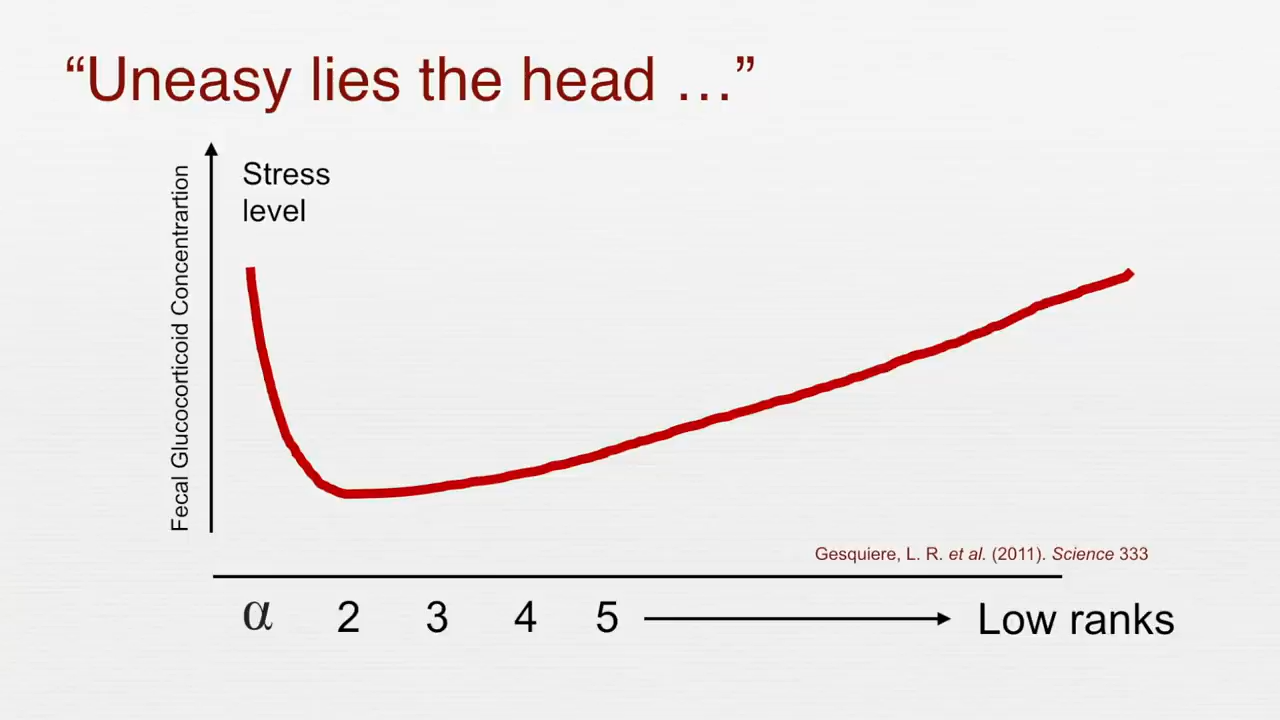 “Uneasy lies the head …”
Stress
level
Fecal Glucocorticoid Concentrartion
Gesquiere, L. R. et al. (2011). Science 333
α 2 3 4 5 Low ranks